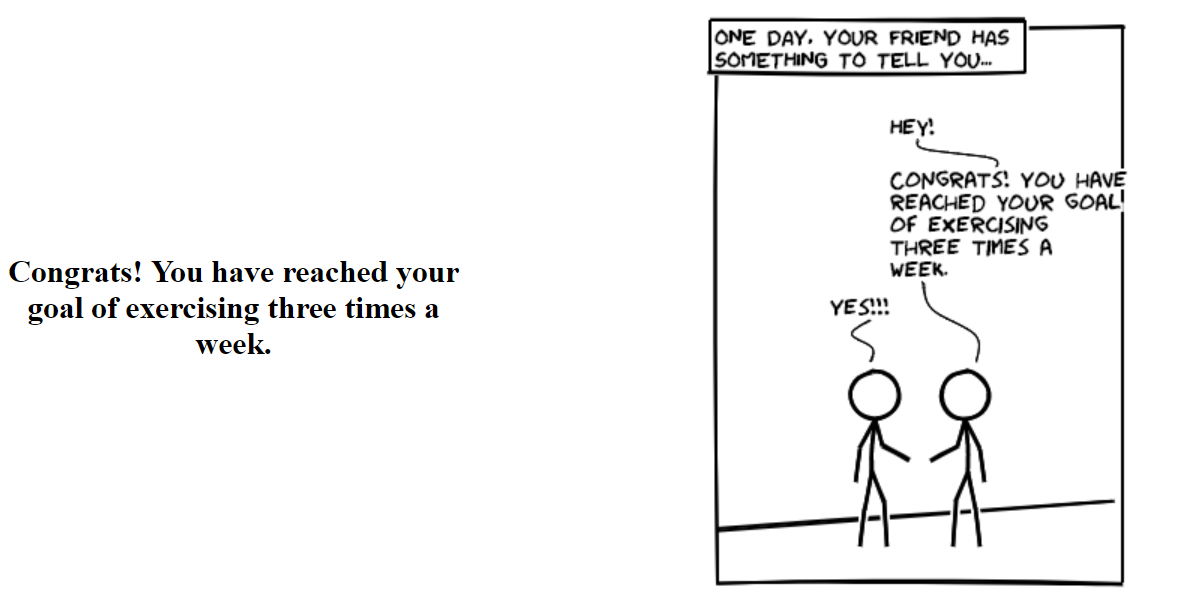 Congrats! You have reached your
goal of exercising three times a
week.
ONE DAY, YOUR FRIEND HAS
SOMETHING TO TELL YOU...
HEY!
CONGRATS! YOU HAVE
REACHED YOUR GOAL
OF EXERCISING
THREE TIMES A
WEEK.
YES!!!